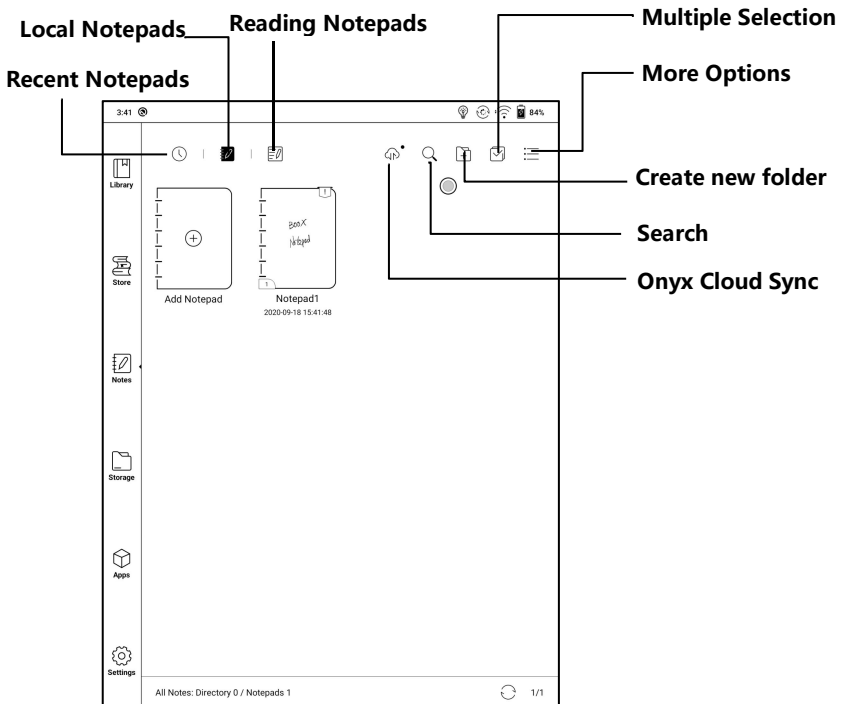 Local Notepads
Reading Notepads
Multiple Selection
Recent Notepads
More Options
3:41
84%
Library
Create new folder
BOOX
Notepad
Search
Store
Add Notepad
Notepad1
Onyx Cloud Sync
1
2020-09-18 15:41:48
Notes
Storage
Apps
Settings
All Notes: Directory 0 / Notepads 1
1/1